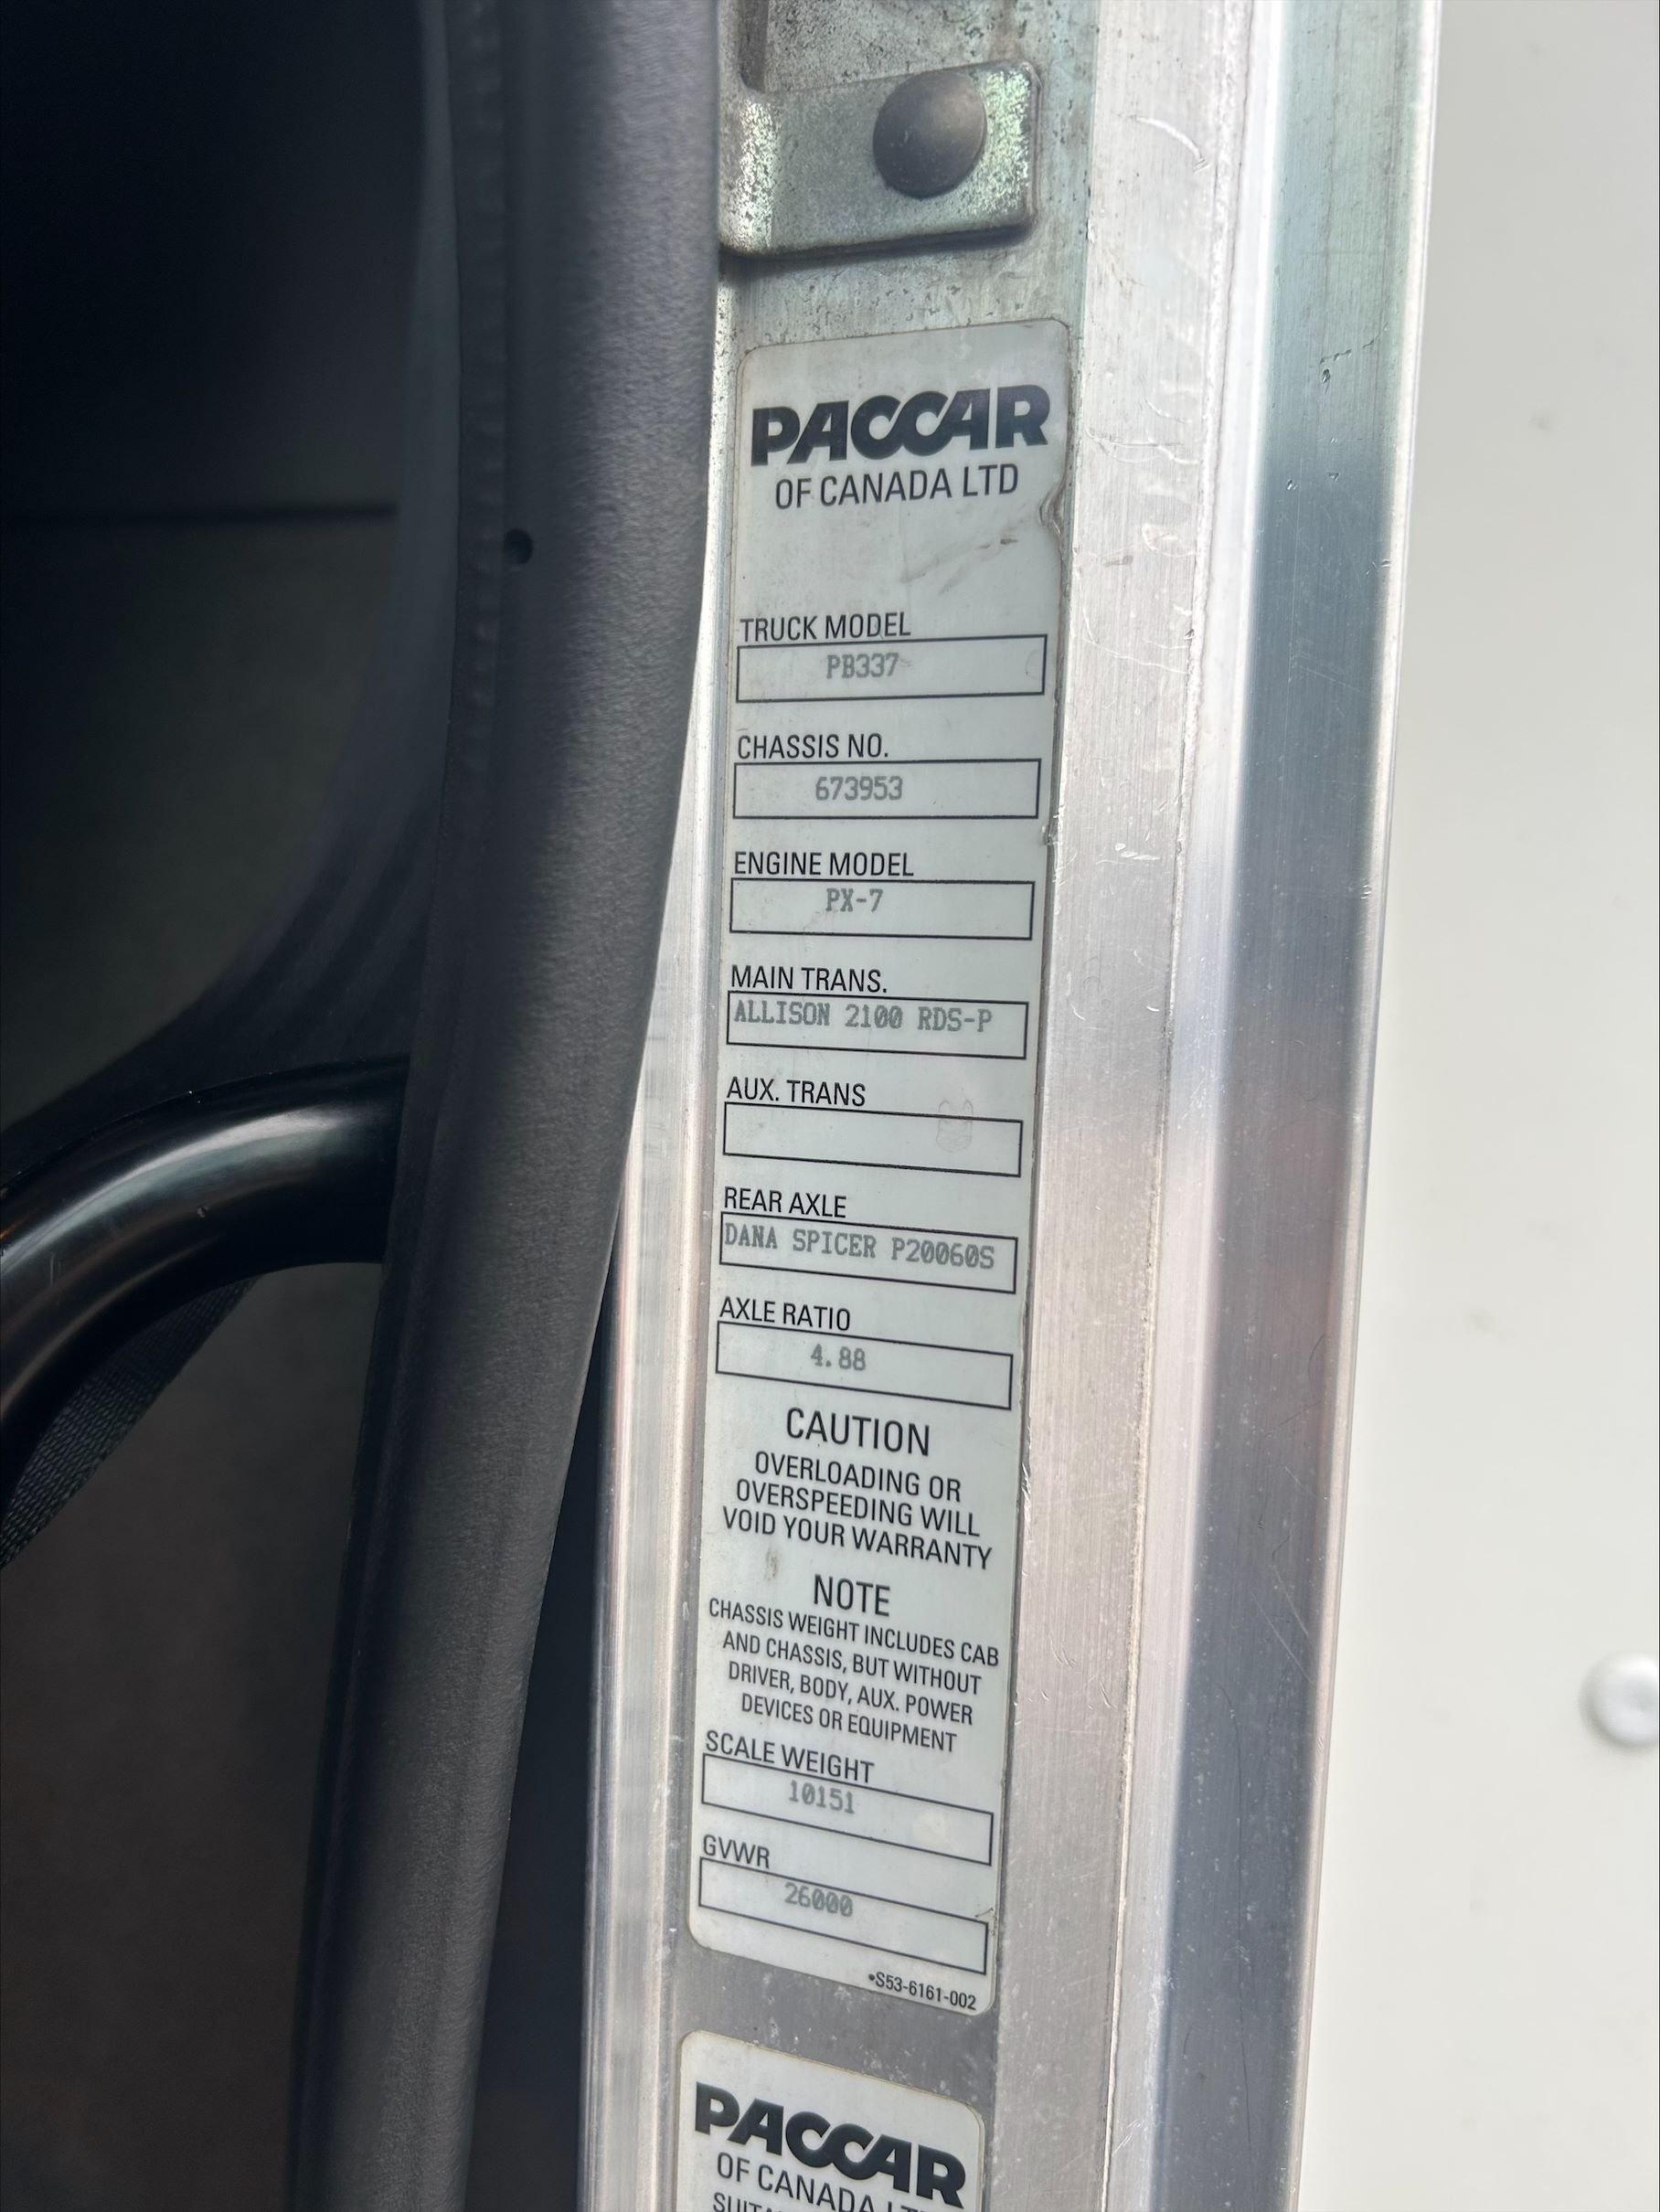 PACCAR
OF CANADA LTD
TRUCK MODEL
PB337
CHASSIS NO.
673953
ENGINE MODEL
PX-7
MAIN TRANS.
ALLISON 2100 RDS-P
AUX. TRANS
REAR AXLE
DANA SPICER P20060S
AXLE RATIO
4.88
CAUTION
OVERLOADING OR
OVERSPEEDING WILL
VOID YOUR WARRANTY
NOTE
CHASSIS WEIGHT INCLUDES CAB
AND CHASSIS, BUT WITHOUT
DRIVER, BODY, AUX. POWER
DEVICES OR EQUIPMENT
SCALE WEIGHT
10151
GVWR
26000
•S53-6161-002
PACCAR
OF CANADA